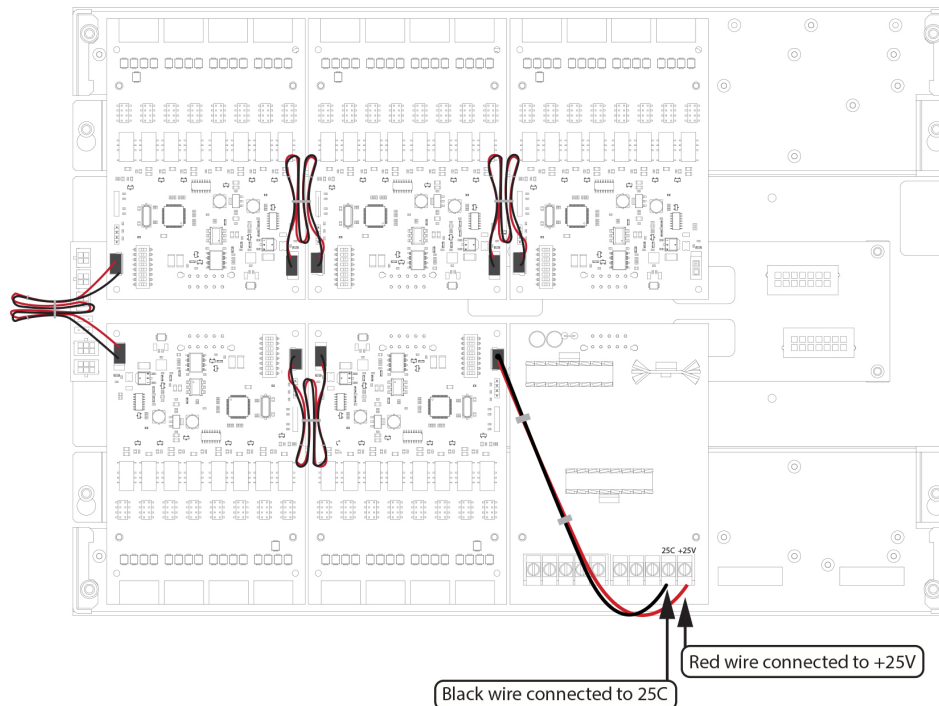 25C +25V
Red wire connected to +25V
Black wire connected to 25C